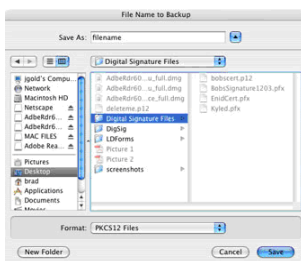 File Name to Backup
Save As: filename
Digital Signature Files
jgold's Compu...
Network
Macintosh HD
Netscape
AdbeRdr6...
AdbeRdr6...
MAC FILES
Adobe Rea...
Pictures
Desktop
brad
Applications
Documents
Movies
AdbeRdr60...u_full.dmg
AdbeRdr60...u_full.dmg
AdbeRdr60...ce_full.dmg
deleteme.p12
Digital Signature Files
DigSig
LDForms
Picture 1
Picture 2
screenshots
bobscert.p12
BobsSignature1203.pfx
EnidCert.pfx
Kyled.pfx
Format: PKCS12 Files
New Folder
Cancel
Save